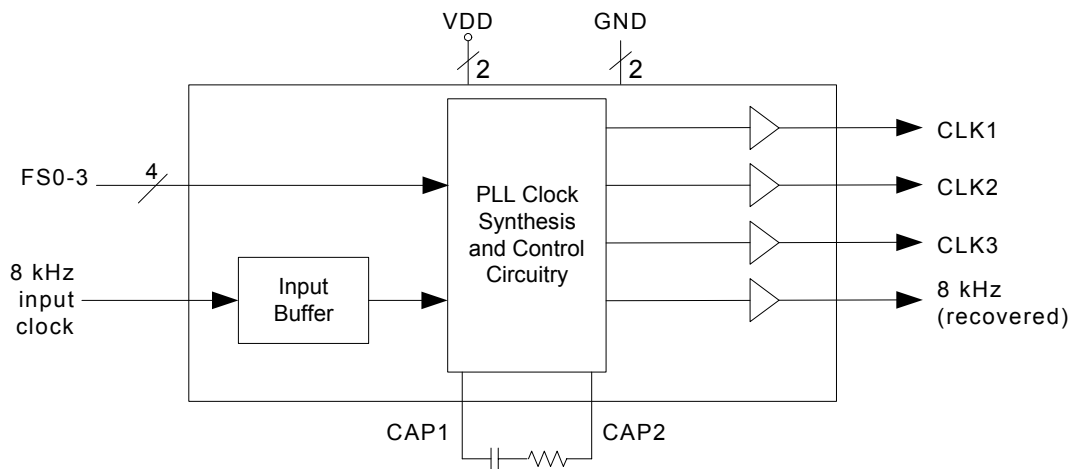 VDD
GND
2
2
FS0-3
4
8 kHz
input
clock
Input
Buffer
PLL Clock
Synthesis
and Control
Circuitry
CLK1
CLK2
CLK3
8 kHz
(recovered)
CAP1
CAP2